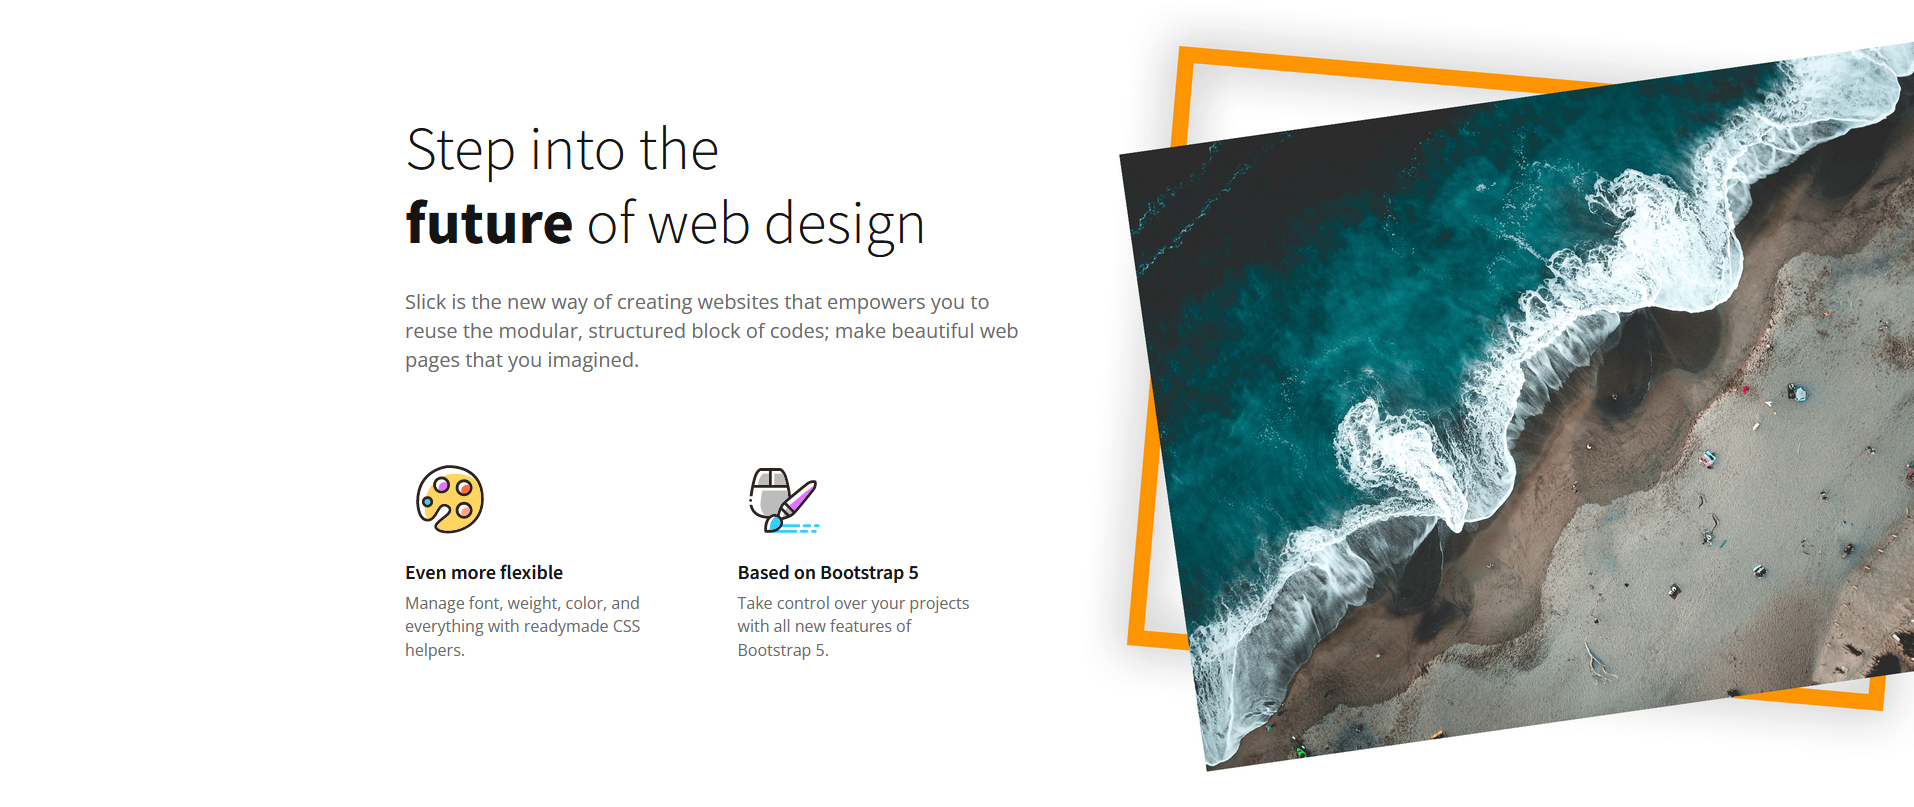 Step into the
future of web design
Slick is the new way of creating websites that empowers you to
reuse the modular, structured block of codes; make beautiful web
pages that you imagined.
Even more flexible
Manage font, weight, color, and
everything with readymade CSS
helpers.
Based on Bootstrap 5
Take control over your projects
with all new features of
Bootstrap 5.